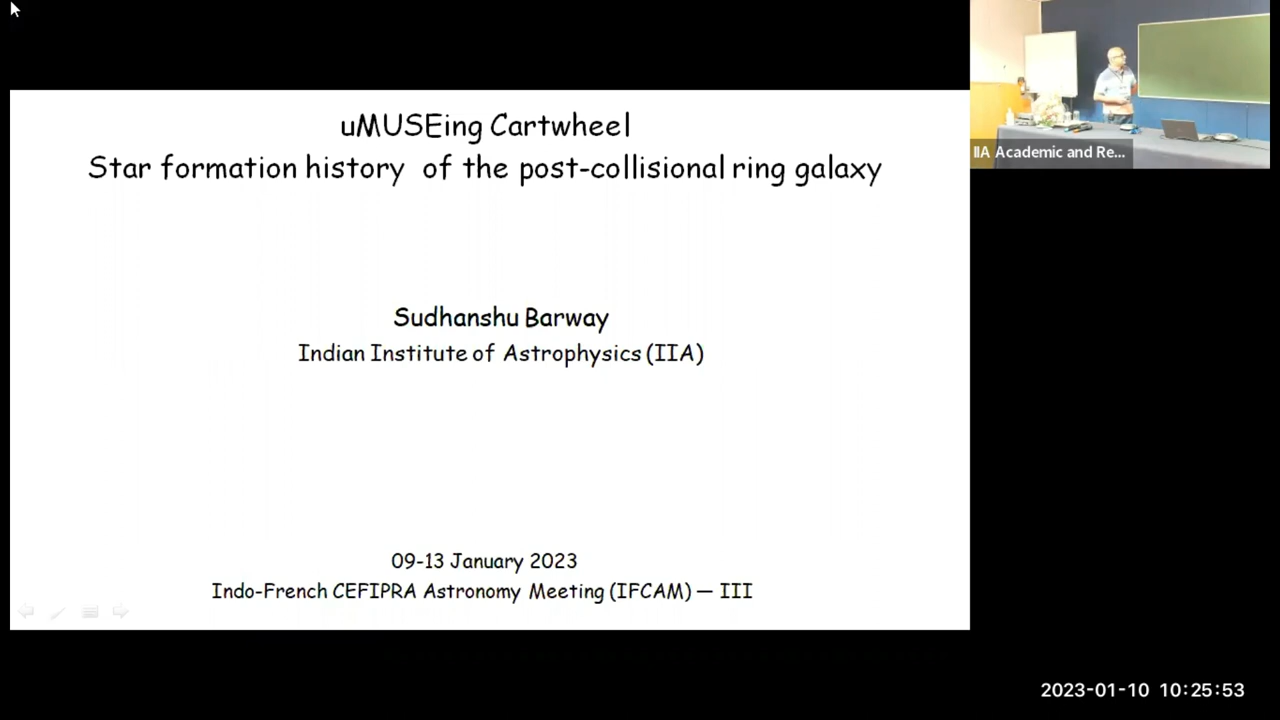 uMUSEing Cartwheel
Star formation history of the post-collisional ring galaxy
Sudhanshu Barway
Indian Institute of Astrophysics (IIA)
09-13 January 2023
Indo-French CEFIPRA Astronomy Meeting (IFCAM) – III
IIA Academic and Re...
2023-01-10 10:25:53